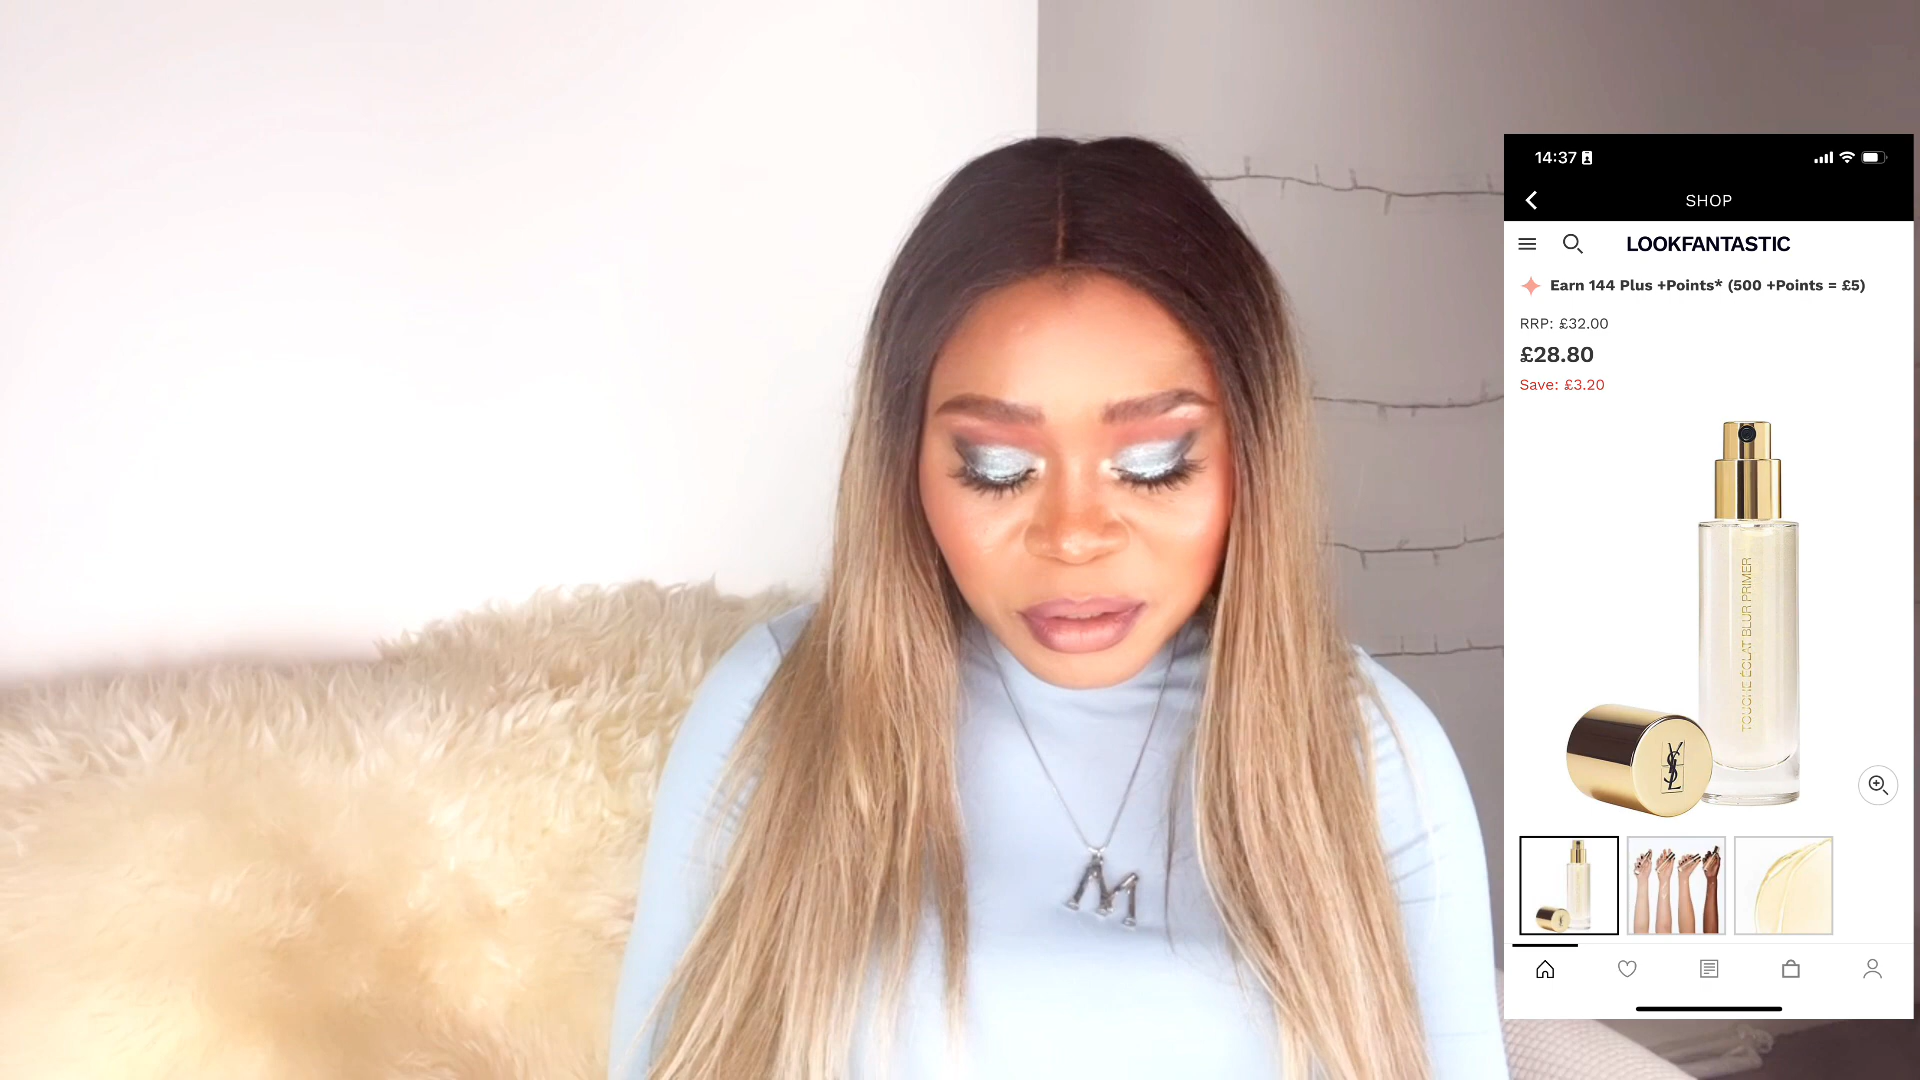 14:37
SHOP
LOOKFANTASTIC
Earn 144 Plus +Points* (500 +Points = £5)
RRP: £32.00
£28.80
Save: £3.20
TOUCHE ÉCLAT BLUR PRIMER
YSL
M